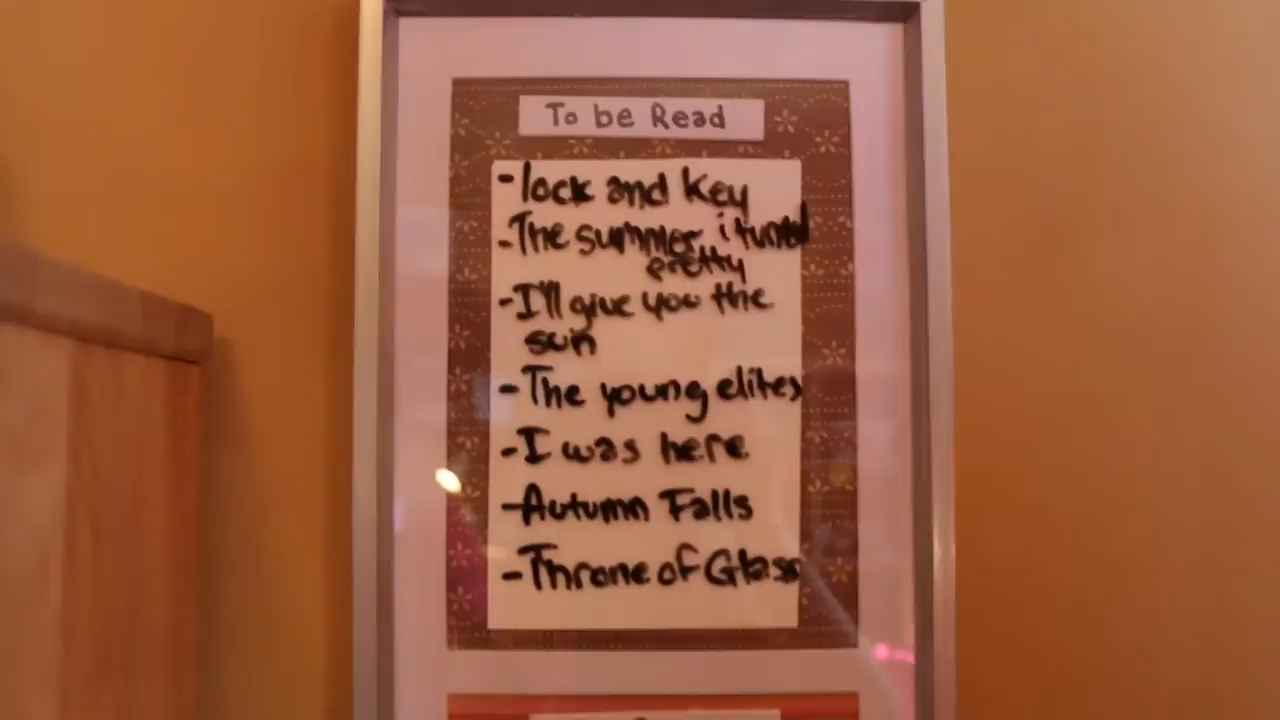 To be Read
-lock and Key
-The summer i turned
pretty
-I'll give you the
sun
-The young elites
-I was here
-Autumn Falls
-Throne of Glass